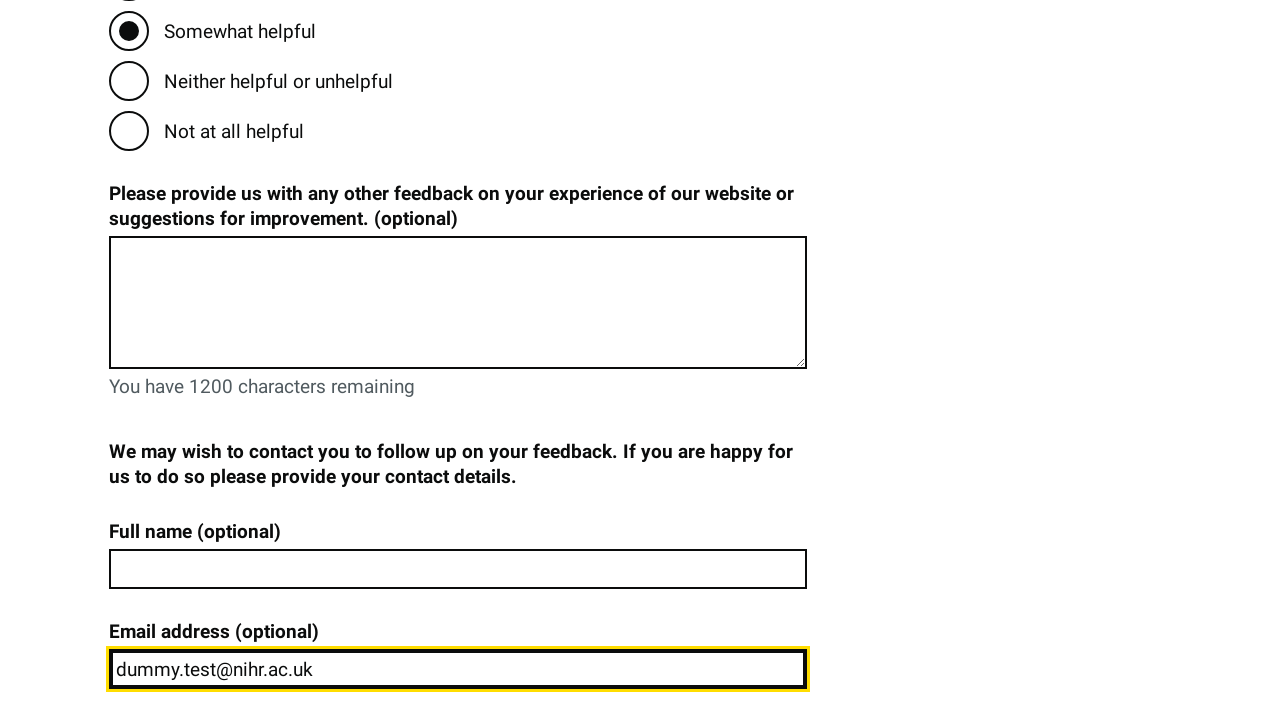 Somewhat helpful
Neither helpful or unhelpful
Not at all helpful
Please provide us with any other feedback on your experience of our website or
suggestions for improvement. (optional)
You have 1200 characters remaining
We may wish to contact you to follow up on your feedback. If you are happy for
us to do so please provide your contact details.
Full name (optional)
Email address (optional)
dummy.test@nihr.ac.uk